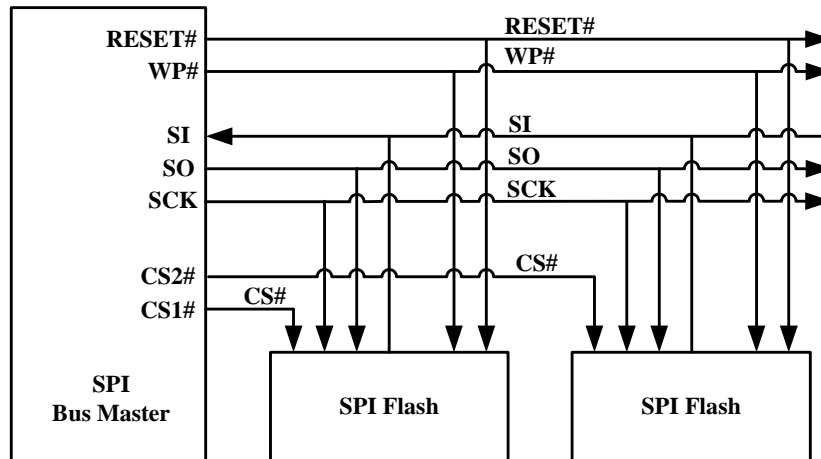 RESET#
RESET#
WP#
WP#
SI
SI
SO
SO
SCK
SCK
CS2#
CS#
CS1#
CS#
SPI
Bus Master
SPI Flash
SPI Flash